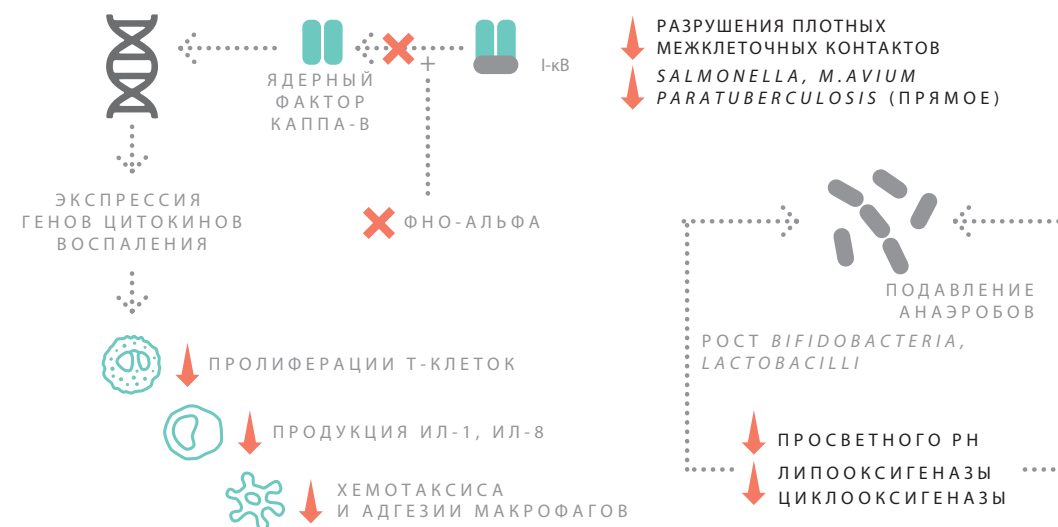 РАЗРУШЕНИЯ ПЛОТНЫХ
МЕЖКЛЕТОЧНЫХ КОНТАКТОВ
SALMONELLA, M.AVIUM
PARATUBERCULOSIS (ПРЯМОЕ)
I-κB
+
ЯДЕРНЫЙ
ФАКТОР
КАППА-В
ЭКСПРЕССИЯ
ГЕНОВ ЦИТОКИНОВ
ВОСПАЛЕНИЯ
ФНО-АЛЬФА
ПОДАВЛЕНИЕ
АНАЭРОБОВ
РОСТ BIFIDOBACTERIA,
LACTOBACILLI
ПРОЛИФЕРАЦИИ Т-КЛЕТОК
ПРОДУКЦИЯ ИЛ-1, ИЛ-8
ХЕМОТАКСИСА
И АДГЕЗИИ МАКРОФАГОВ
ПРОСВЕТНОГО PH
ЛИПООКСИГЕНАЗЫ
ЦИКЛООКСИГЕНАЗЫ